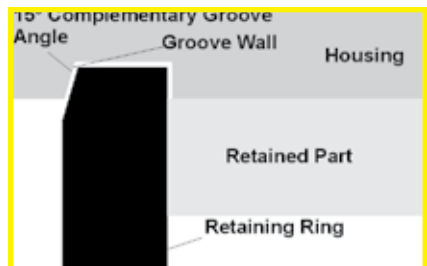 15° Complementary Groove
Angle
Groove Wall
Housing
Retained Part
Retaining Ring